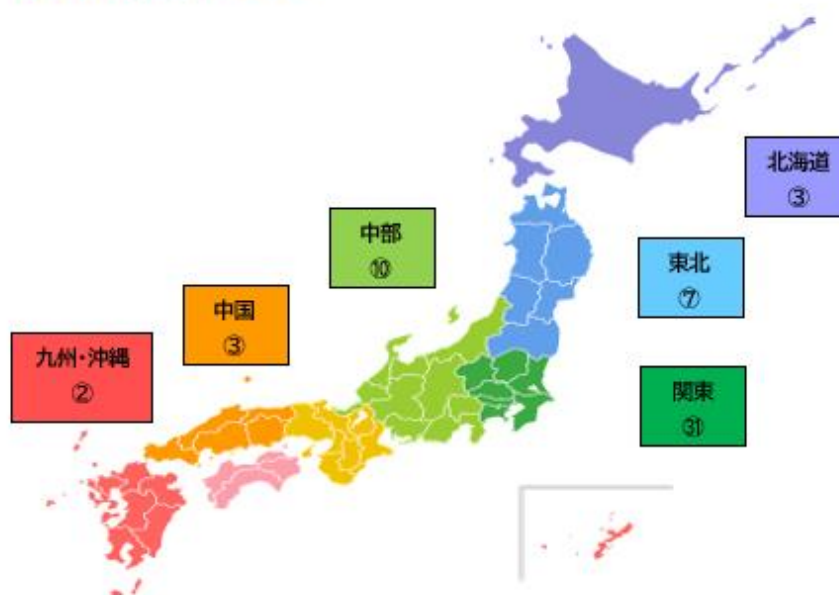 北海道
③
中部
⑩
東北
⑦
中国
③
九州・沖縄
②
関東
㉛